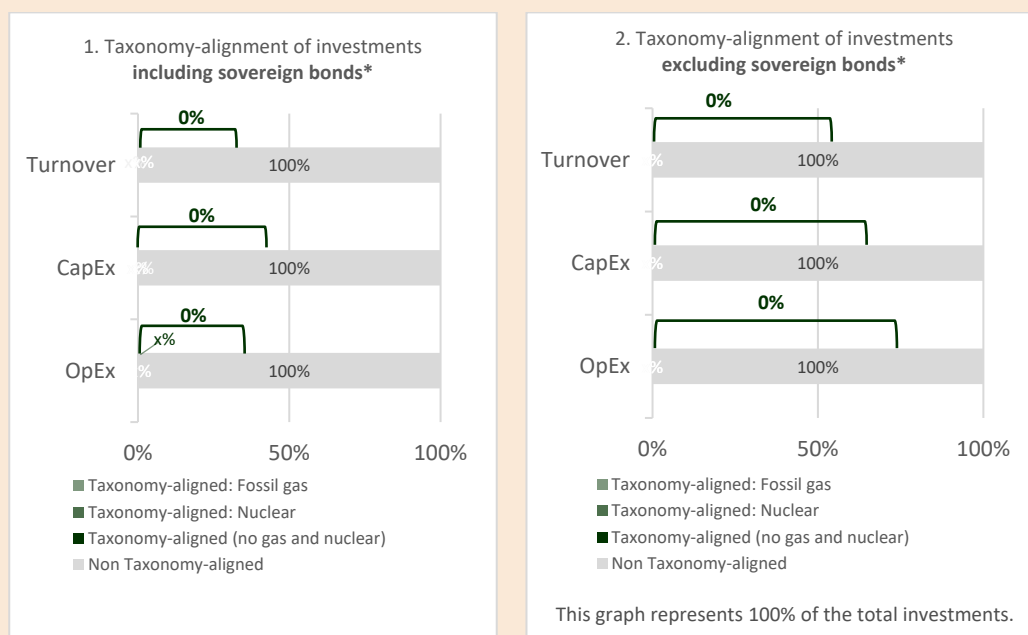 1. Taxonomy-alignment of investments
including sovereign bonds*
0%
Turnover
100%
0%
CapEx
100%
0%
x%
OpEx
%
100%
0% 50% 100%
Taxonomy-aligned: Fossil gas
Taxonomy-aligned: Nuclear
Taxonomy-aligned (no gas and nuclear)
Non Taxonomy-aligned
2. Taxonomy-alignment of investments
excluding sovereign bonds*
0%
Turnover
%
100%
0%
CapEx
%
100%
0%
OpEx
%
100%
0% 50% 100%
Taxonomy-aligned: Fossil gas
Taxonomy-aligned: Nuclear
Taxonomy-aligned (no gas and nuclear)
Non Taxonomy-aligned
This graph represents 100% of the total investments.